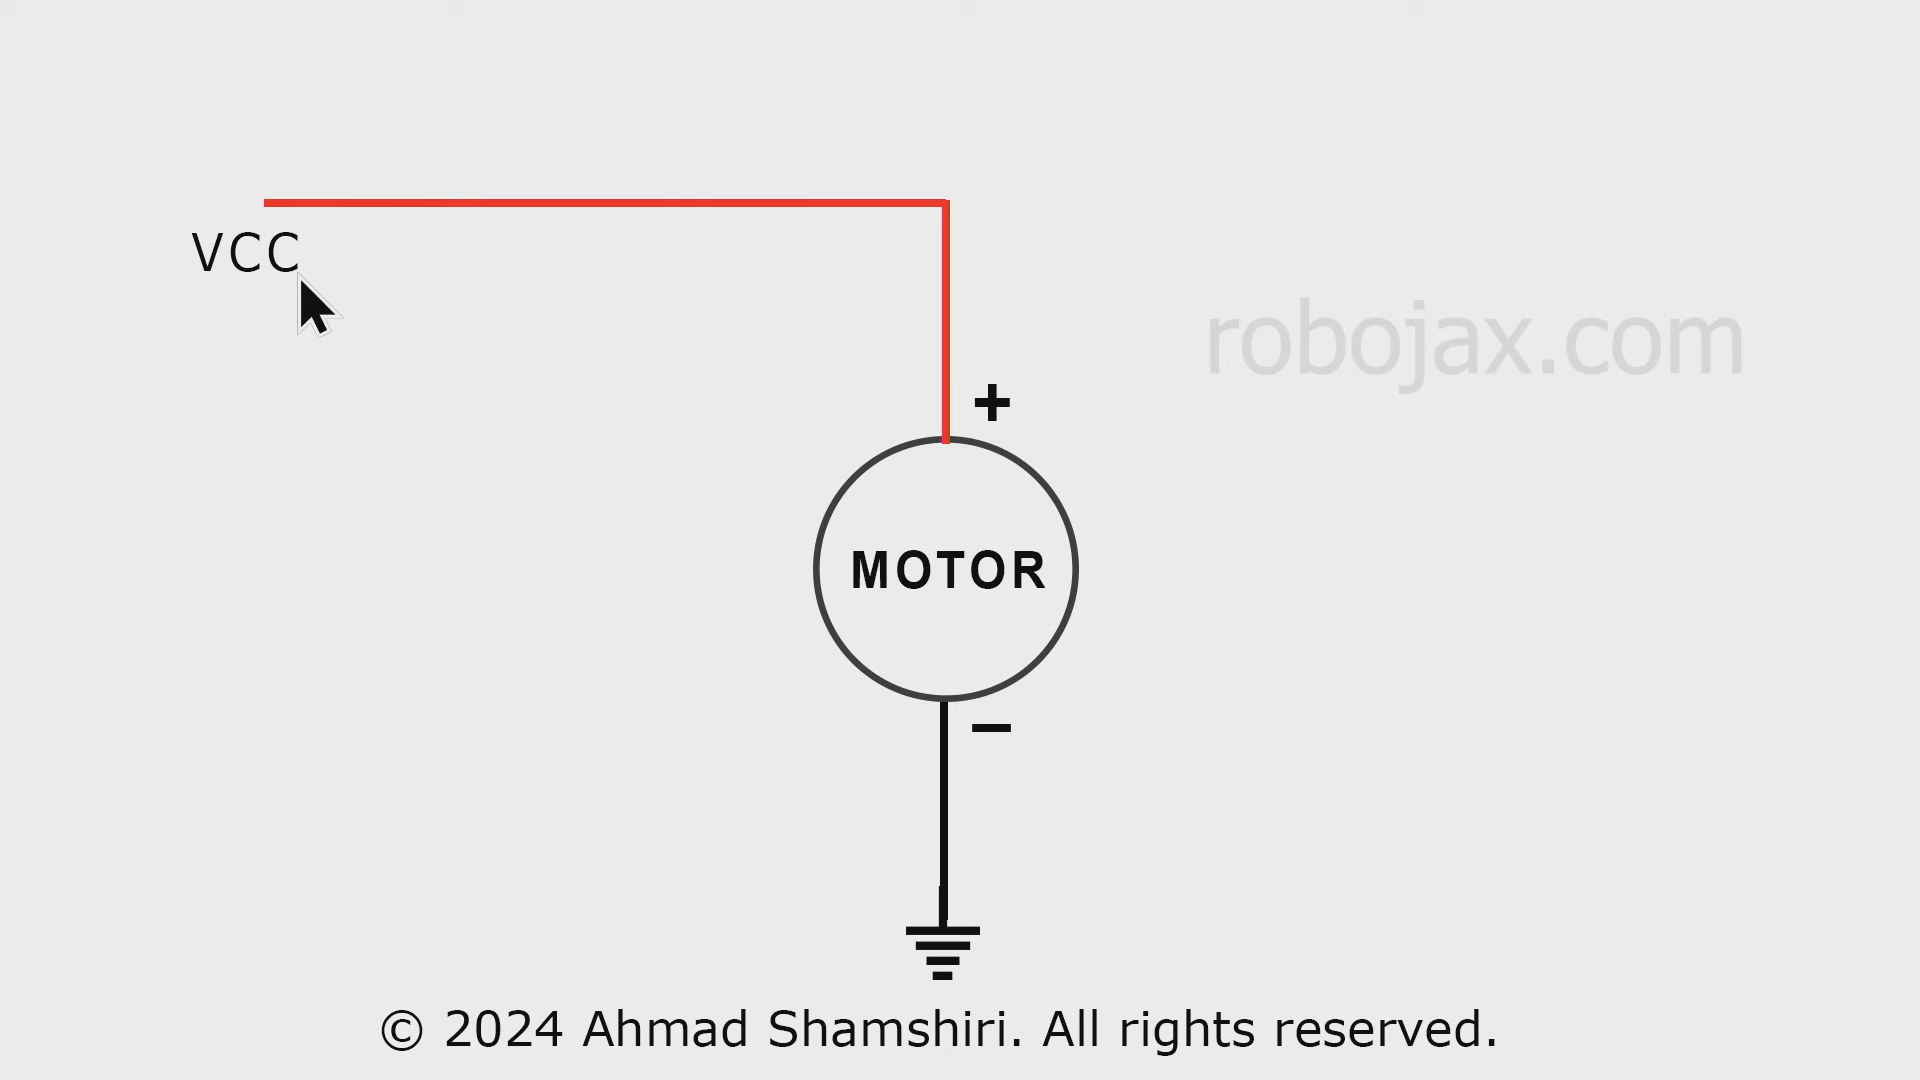 VCC
robojax.com
+
MOTOR
−
© 2024 Ahmad Shamshiri. All rights reserved.